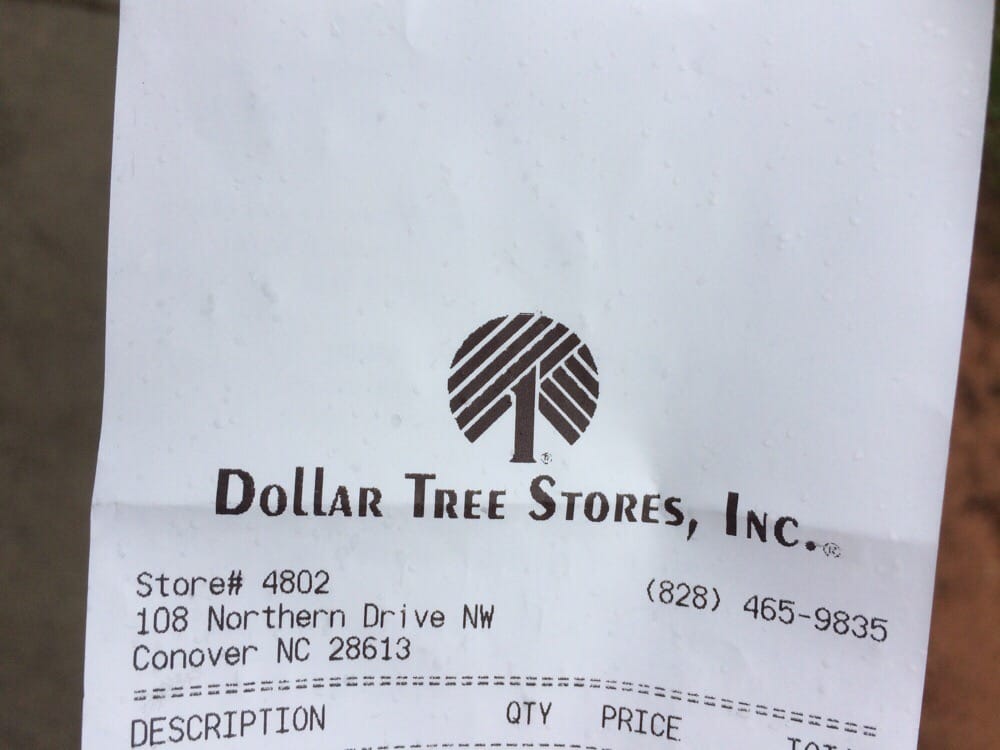 1
Dollar Tree Stores, Inc.®
Store# 4802 (828) 465-9835
108 Northern Drive NW
Conover NC 28613
DESCRIPTION QTY PRICE